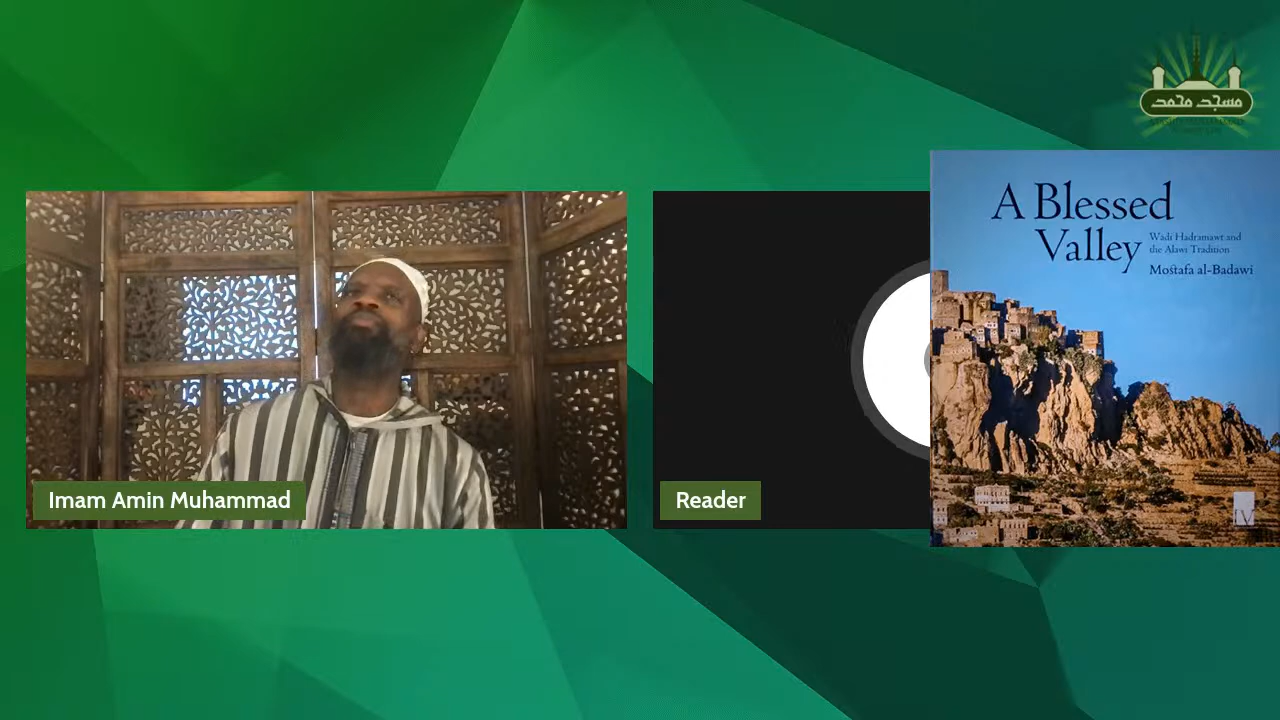 مسجد محمد
A Blessed
Valley
Wadi Hadramawt and
the Alawi Tradition
Mostafa al-Badawi
Imam Amin Muhammad
Reader